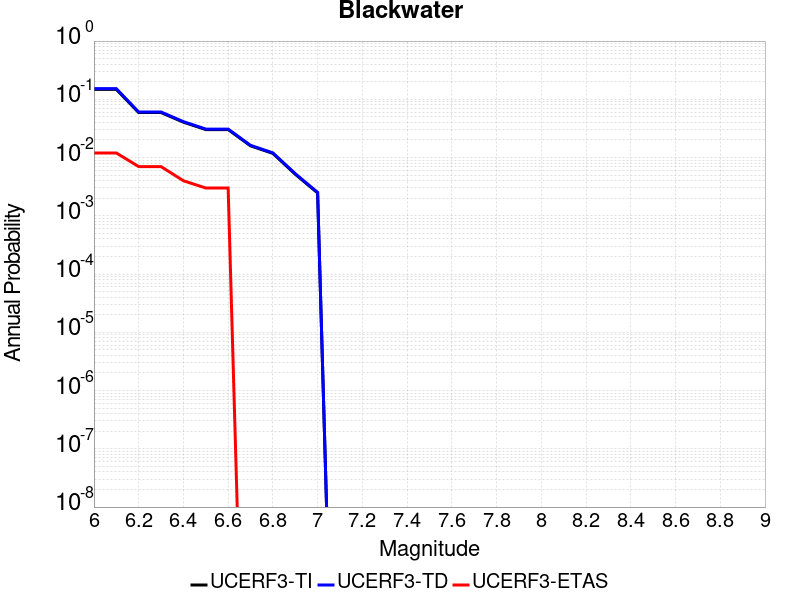 Blackwater
10^0
10^-1
10^-2
10^-3
10^-4
10^-5
10^-6
10^-7
10^-8
Annual Probability
6 6.2 6.4 6.6 6.8 7 7.2 7.4 7.6 7.8 8 8.2 8.4 8.6 8.8 9
Magnitude
UCERF3-TI UCERF3-TD UCERF3-ETAS